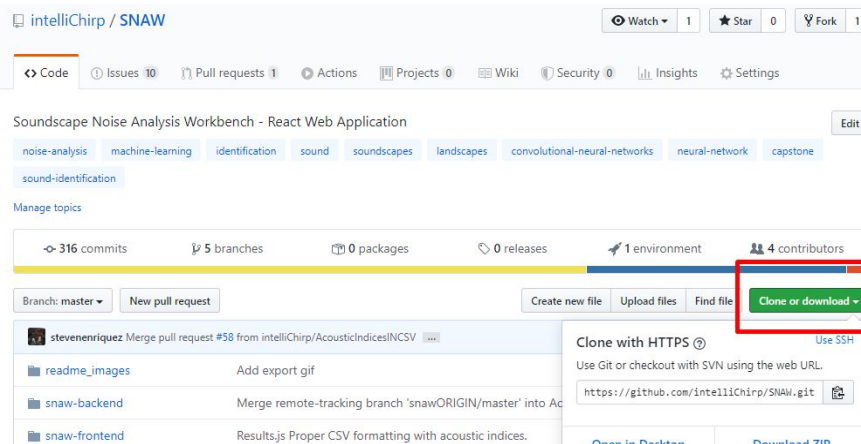 intelliChirp / SNAW
Watch 1 Star 0 Fork 1
Code Issues 10 Pull requests 1 Actions Projects 0 Wiki Security 0 Insights Settings
Soundscape Noise Analysis Workbench - React Web Application
Edit
noise-analysis machine-learning identification sound soundscapes landscapes convolutional-neural-networks neural-network capstone
sound-identification
Manage topics
316 commits 5 branches 0 packages 0 releases 1 environment 4 contributors
Branch: master New pull request Create new file Upload files Find file Clone or download
stevenenriquez Merge pull request #58 from intelliChirp/AcousticIndicesINCSV ...
Clone with HTTPS Use SSH
Use Git or checkout with SVN using the web URL.
readme_images Add export gif
https://github.com/intelliChirp/SNAW.git
snaw-backend Merge remote-tracking branch 'snawORIGIN/master' into Ac
snaw-frontend Results.js Proper CSV formatting with acoustic indices.
Open in Desktop Download ZIP